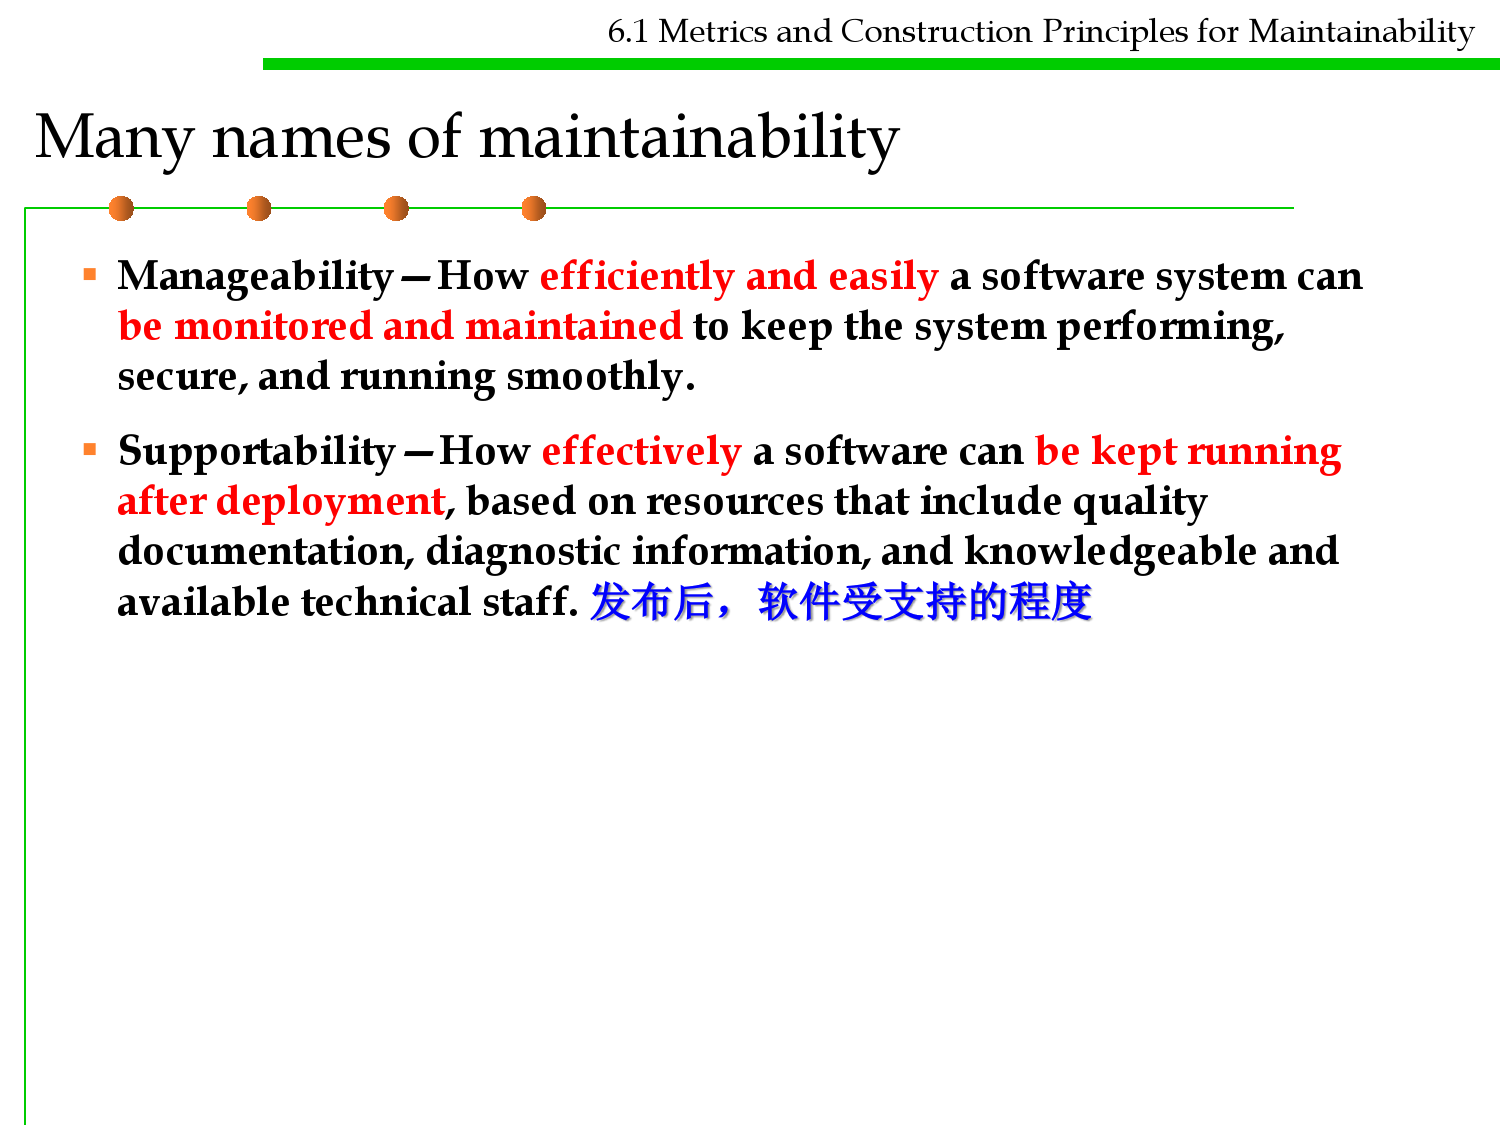 6.1 Metrics and Construction Principles for Maintainability
Many names of maintainability
▪ Manageability—How efficiently and easily a software system can
be monitored and maintained to keep the system performing,
secure, and running smoothly.
▪ Supportability—How effectively a software can be kept running
after deployment, based on resources that include quality
documentation, diagnostic information, and knowledgeable and
available technical staff. 发布后，软件受支持的程度